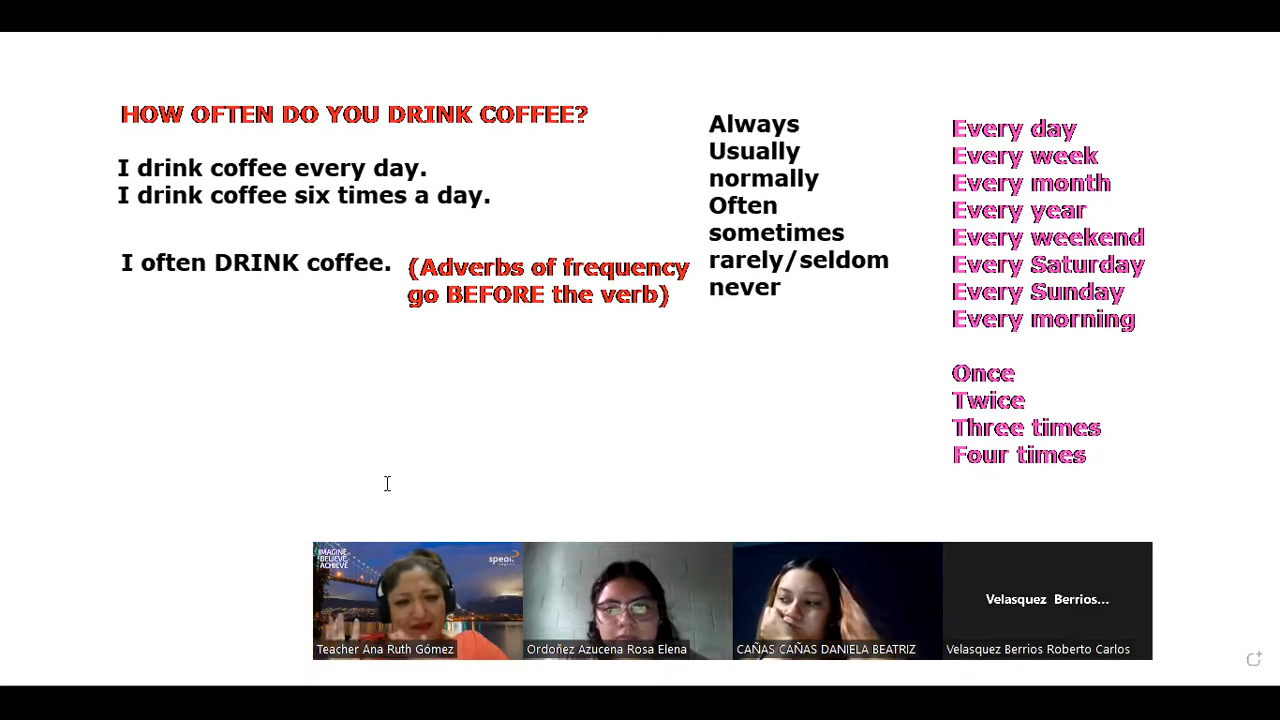 HOW OFTEN DO YOU DRINK COFFEE?
I drink coffee every day.
I drink coffee six times a day.
I often DRINK coffee.
(Adverbs of frequency
go BEFORE the verb)
Always
Usually
normally
Often
sometimes
rarely/seldom
never
Every day
Every week
Every month
Every year
Every weekend
Every Saturday
Every Sunday
Every morning
Once
Twice
Three times
Four times
IMAGINE
BELIEVE
ACHIEVE
Teacher Ana Ruth Gómez
Ordoñez Azucena Rosa Elena
CAÑAS CAÑAS DANIELA BEATRIZ
Velasquez Berrios...
Velasquez Berrios Roberto Carlos